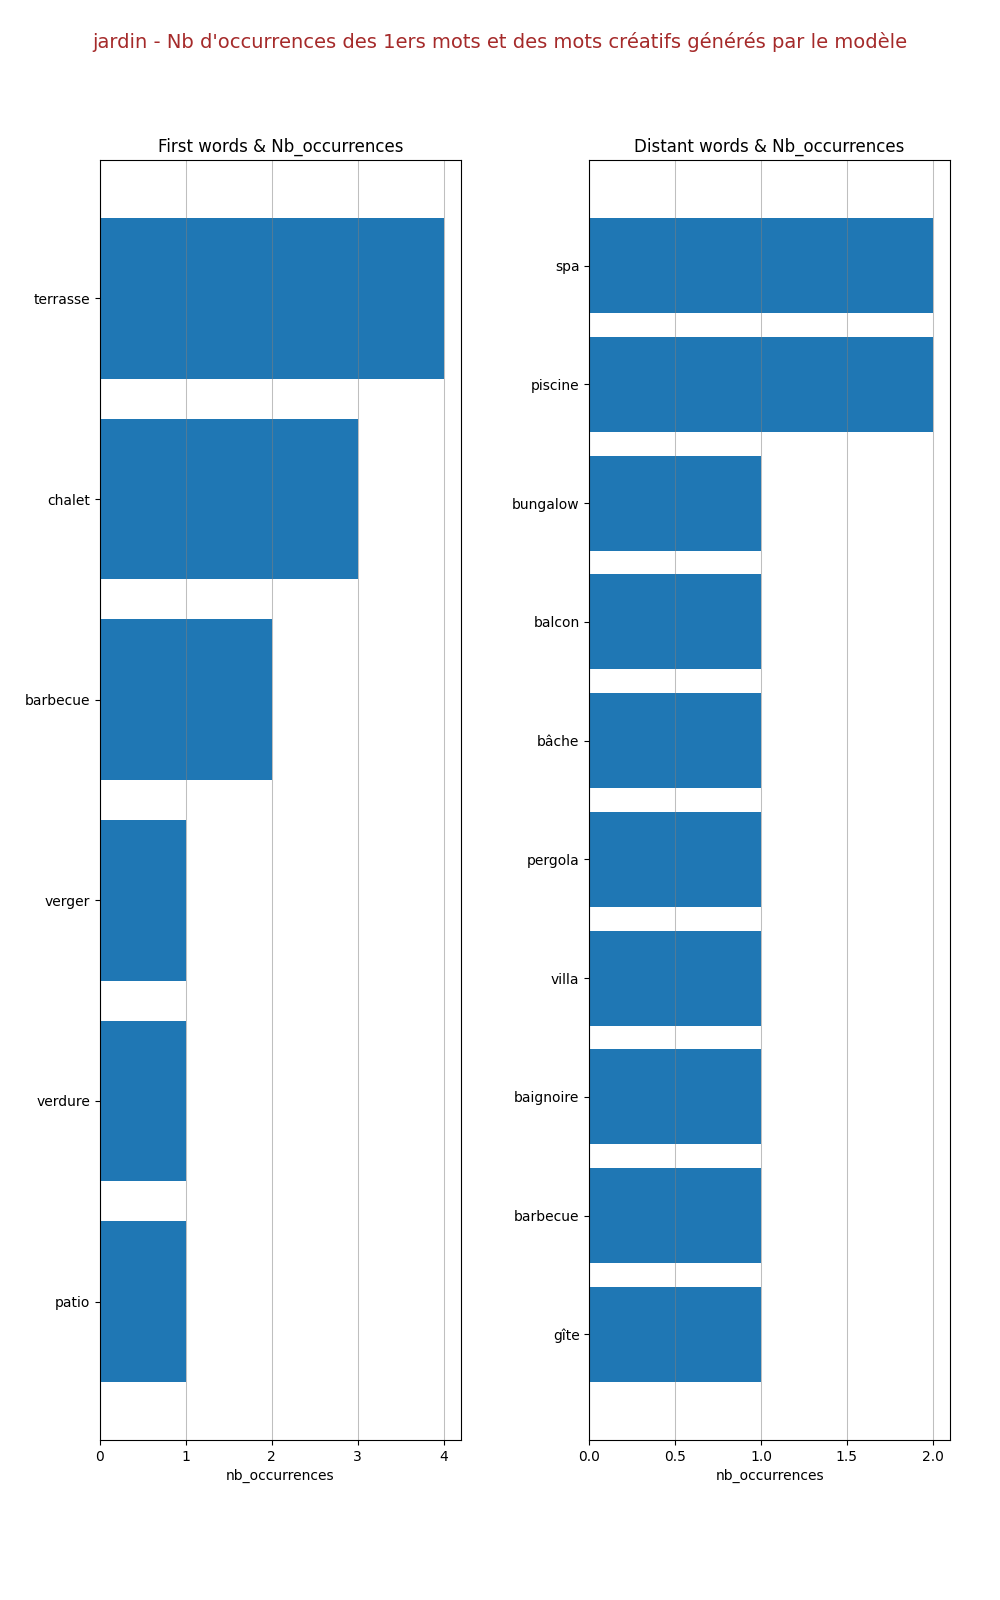 jardin - Nb d'occurrences des 1ers mots et des mots créatifs générés par le modèle
First words & Nb_occurrences
terrasse
chalet
barbecue
verger
verdure
patio
0 1 2 3 4
nb_occurrences
Distant words & Nb_occurrences
spa
piscine
bungalow
balcon
bâche
pergola
villa
baignoire
barbecue
gîte
0.0 0.5 1.0 1.5 2.0
nb_occurrences